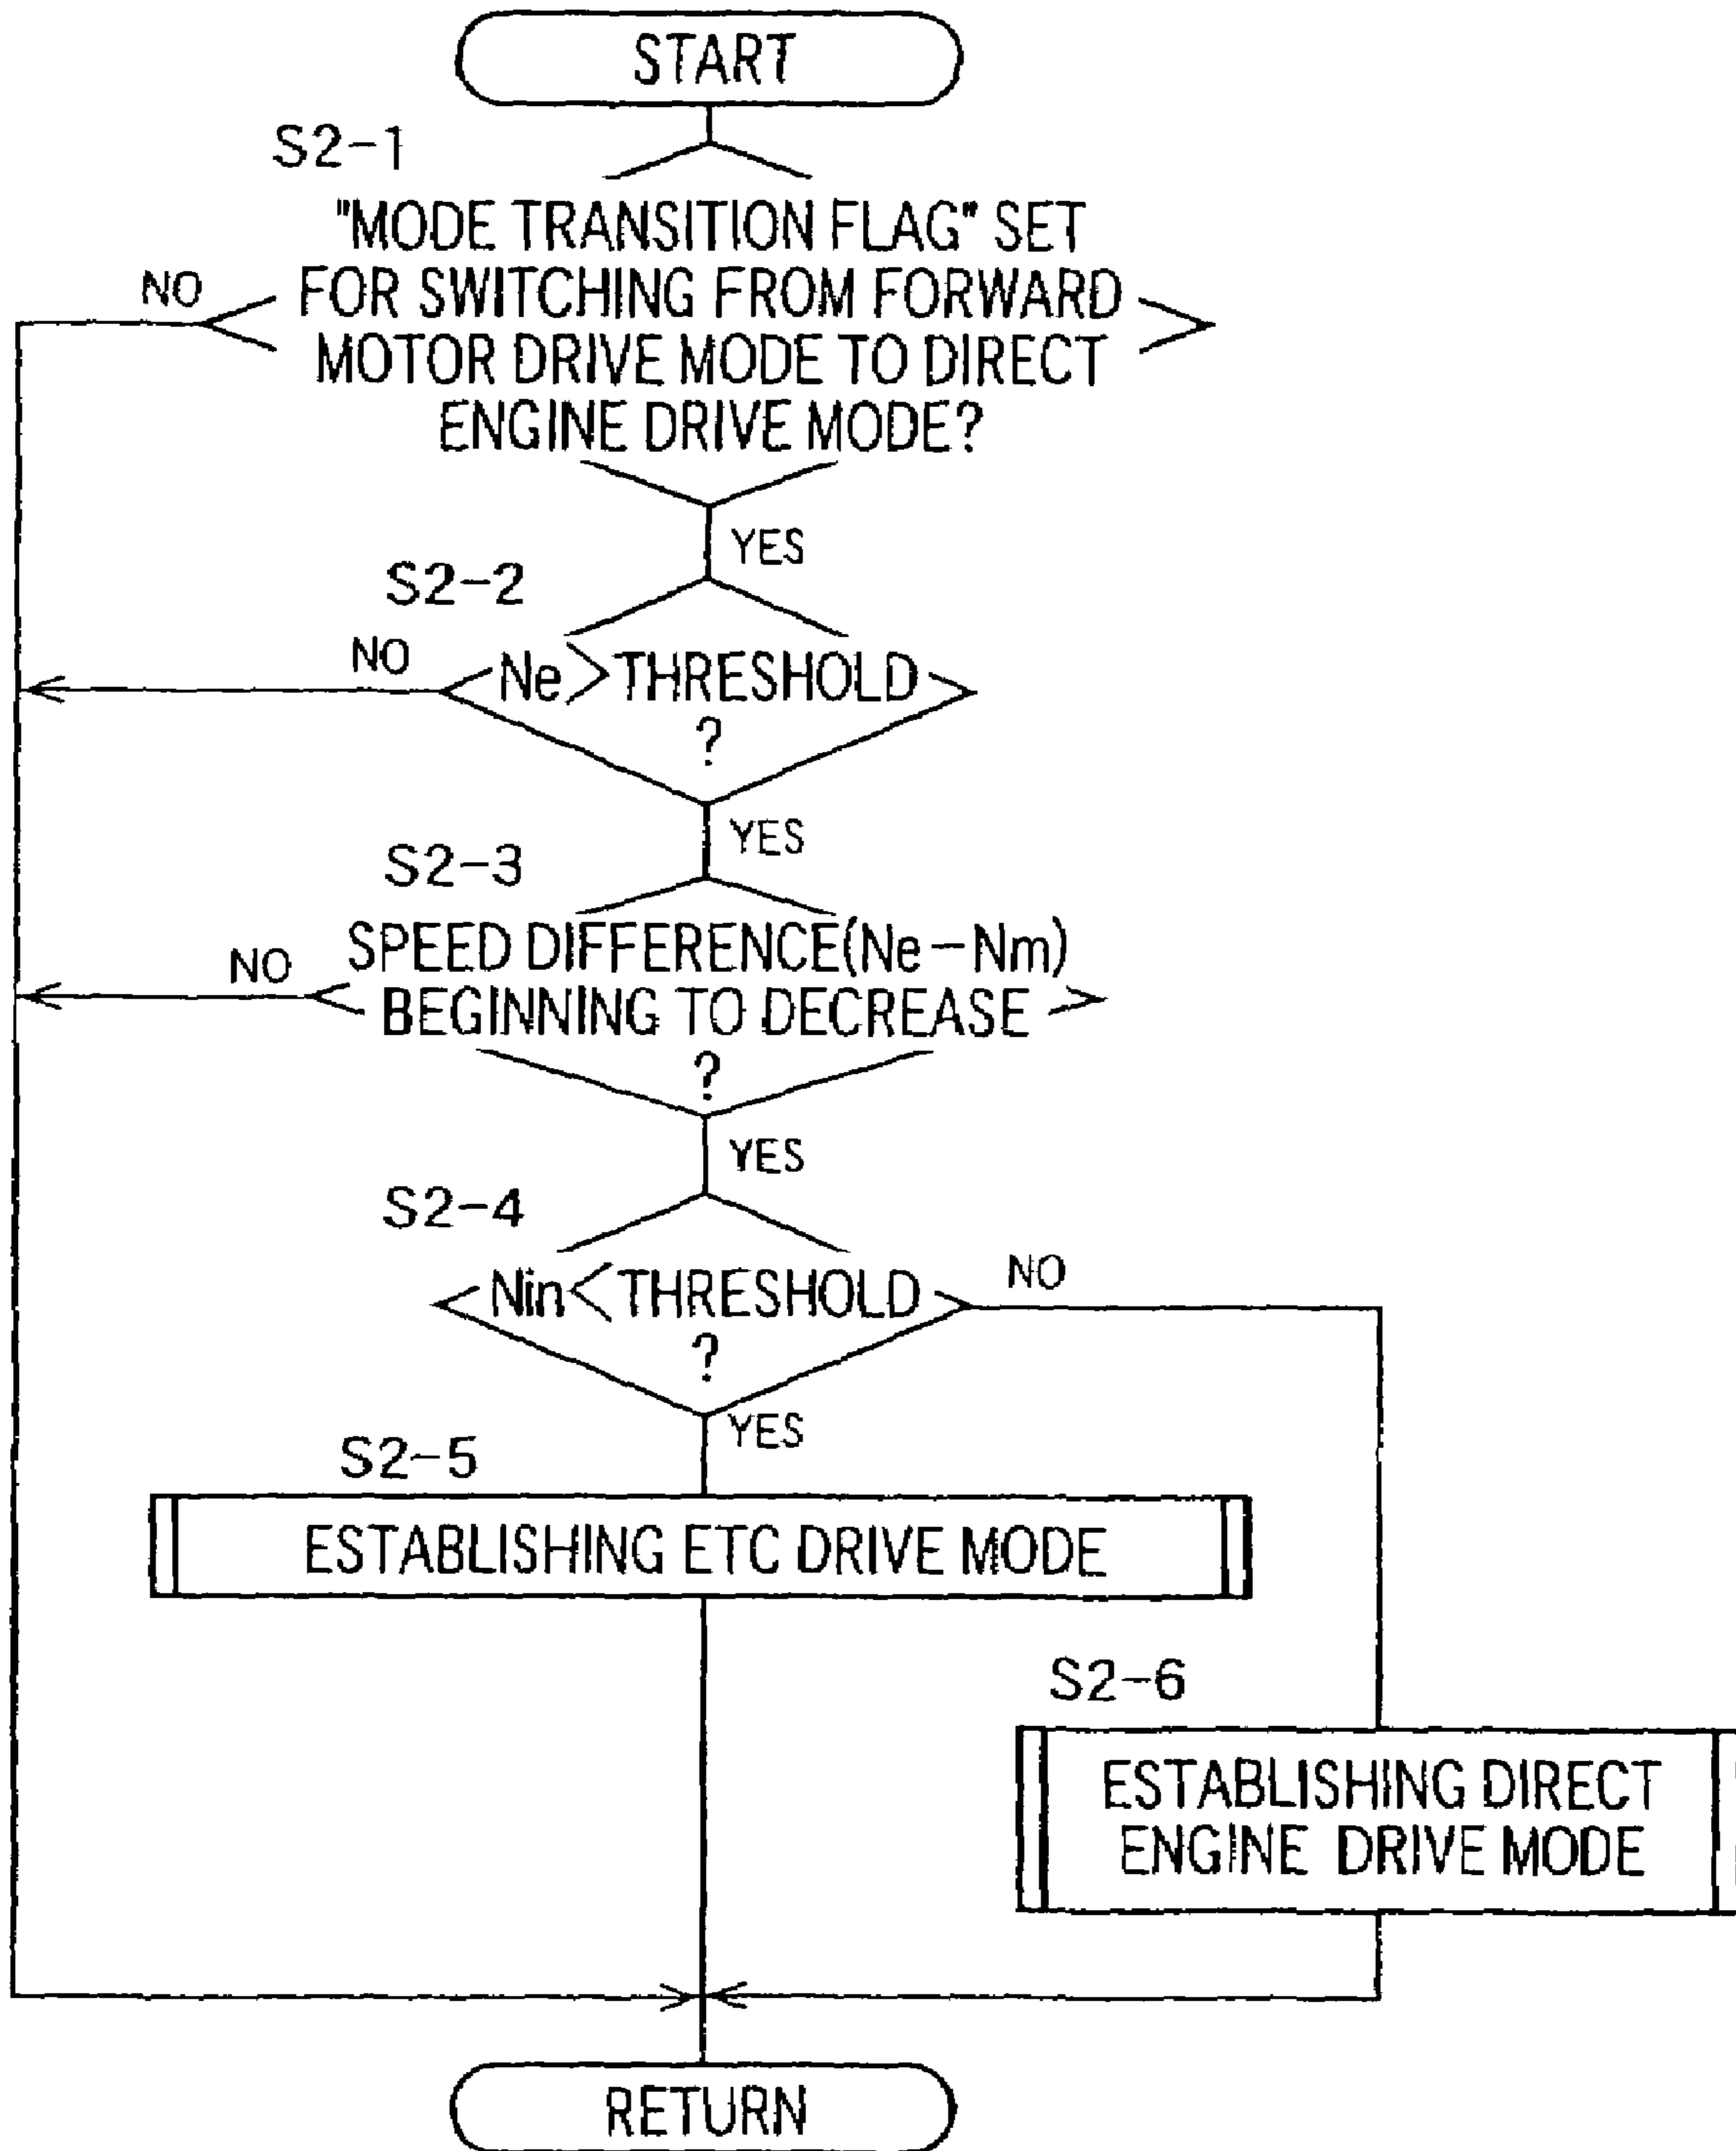 START
S2-1
"MODE TRANSITION FLAG" SET
FOR SWITCHING FROM FORWARD
MOTOR DRIVE MODE TO DIRECT
ENGINE DRIVE MODE?
NO
YES
S2-2
NO
Ne>THRESHOLD
?
YES
S2-3
NO
SPEED DIFFERENCE(Ne-Nm)
BEGINNING TO DECREASE
?
YES
S2-4
Nin<THRESHOLD
?
NO
YES
S2-5
ESTABLISHING ETC DRIVE MODE
S2-6
ESTABLISHING DIRECT
ENGINE DRIVE MODE
RETURN